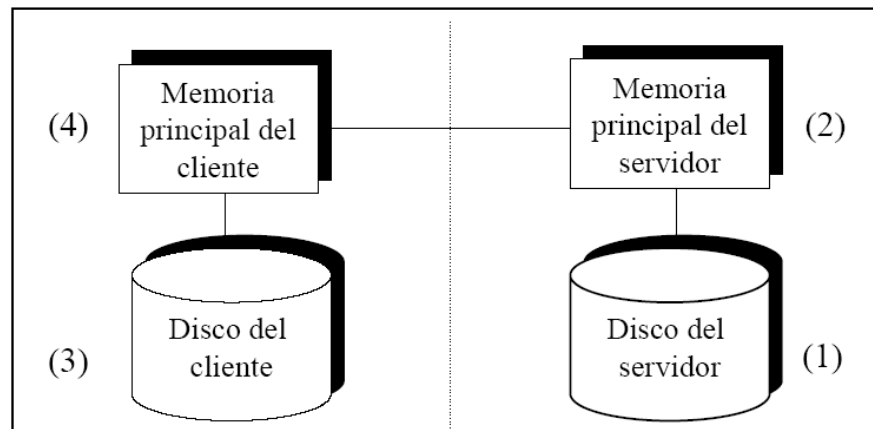 (4)
Memoria
principal del
cliente
Memoria
principal del
servidor
(2)
(3)
Disco del
cliente
Disco del
servidor
(1)